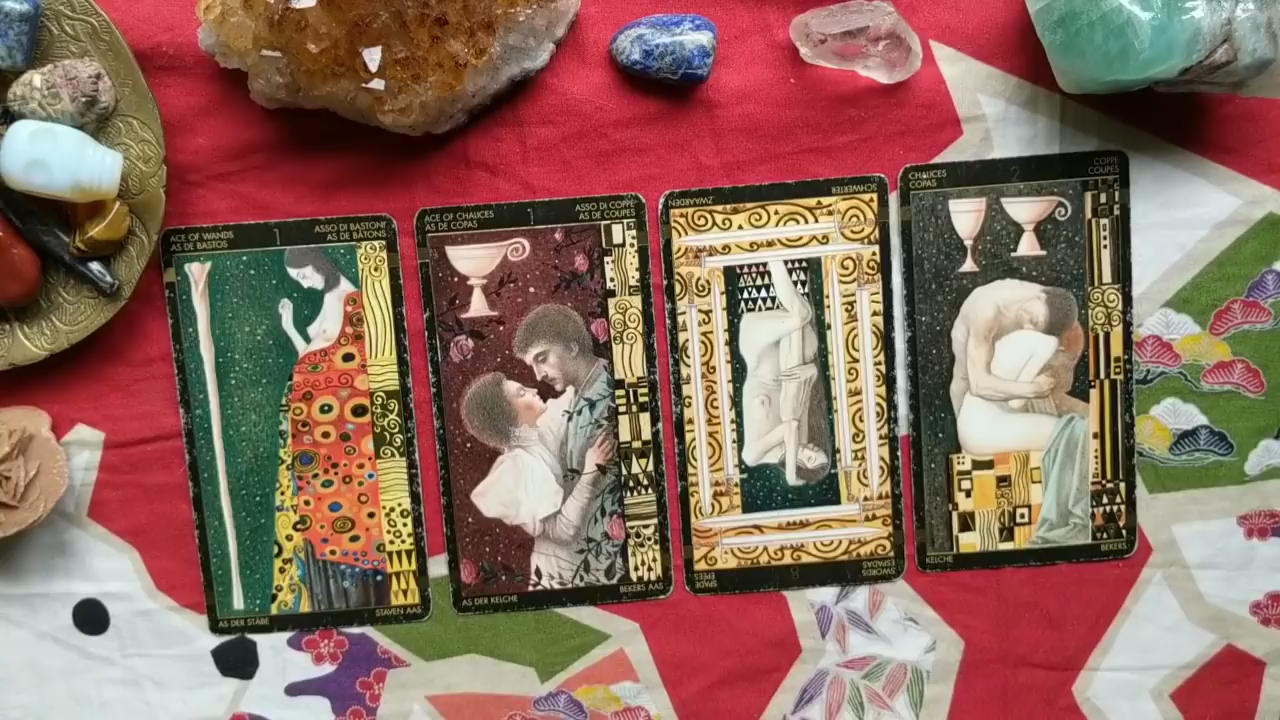 ACE OF WANDS
AS DE BASTOS
1
ASSO DI BASTONI
AS DE BÂTONS
AS DER STÄBE
STAVEN AAS
ACE OF CHALICES
AS DE COPAS
1
ASSO DI COPPE
AS DE COUPES
AS DER KELCHE
BEKERS AAS
ZWAARDEN
SCHWERTER
SPADE
EPÉES
8
SWORDS
ESPADAS
CHALICES
COPAS
2
COPPE
COUPES
KELCHE
BEKERS